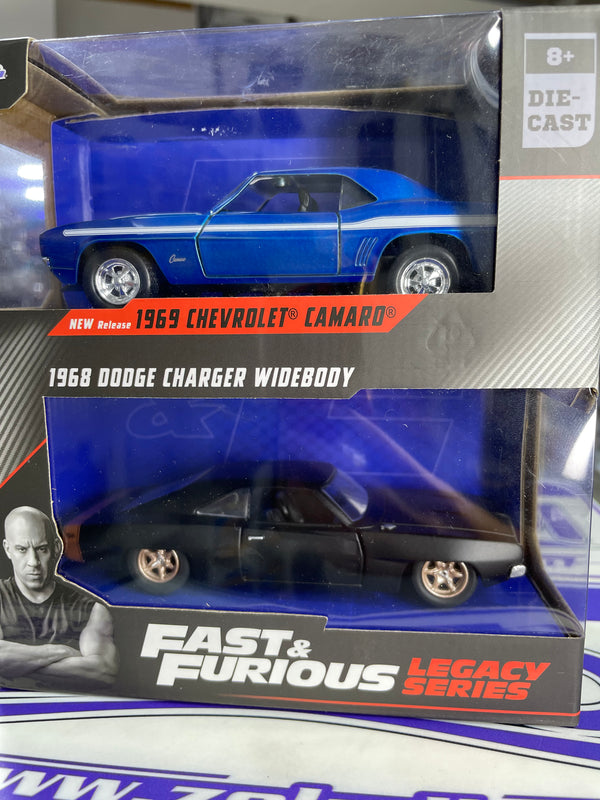 8+
DIE-
CAST
Camaro
NEW Release 1969 CHEVROLET® CAMARO®
1968 DODGE CHARGER WIDEBODY
FAST &
FURIOUS
LEGACY
SERIES